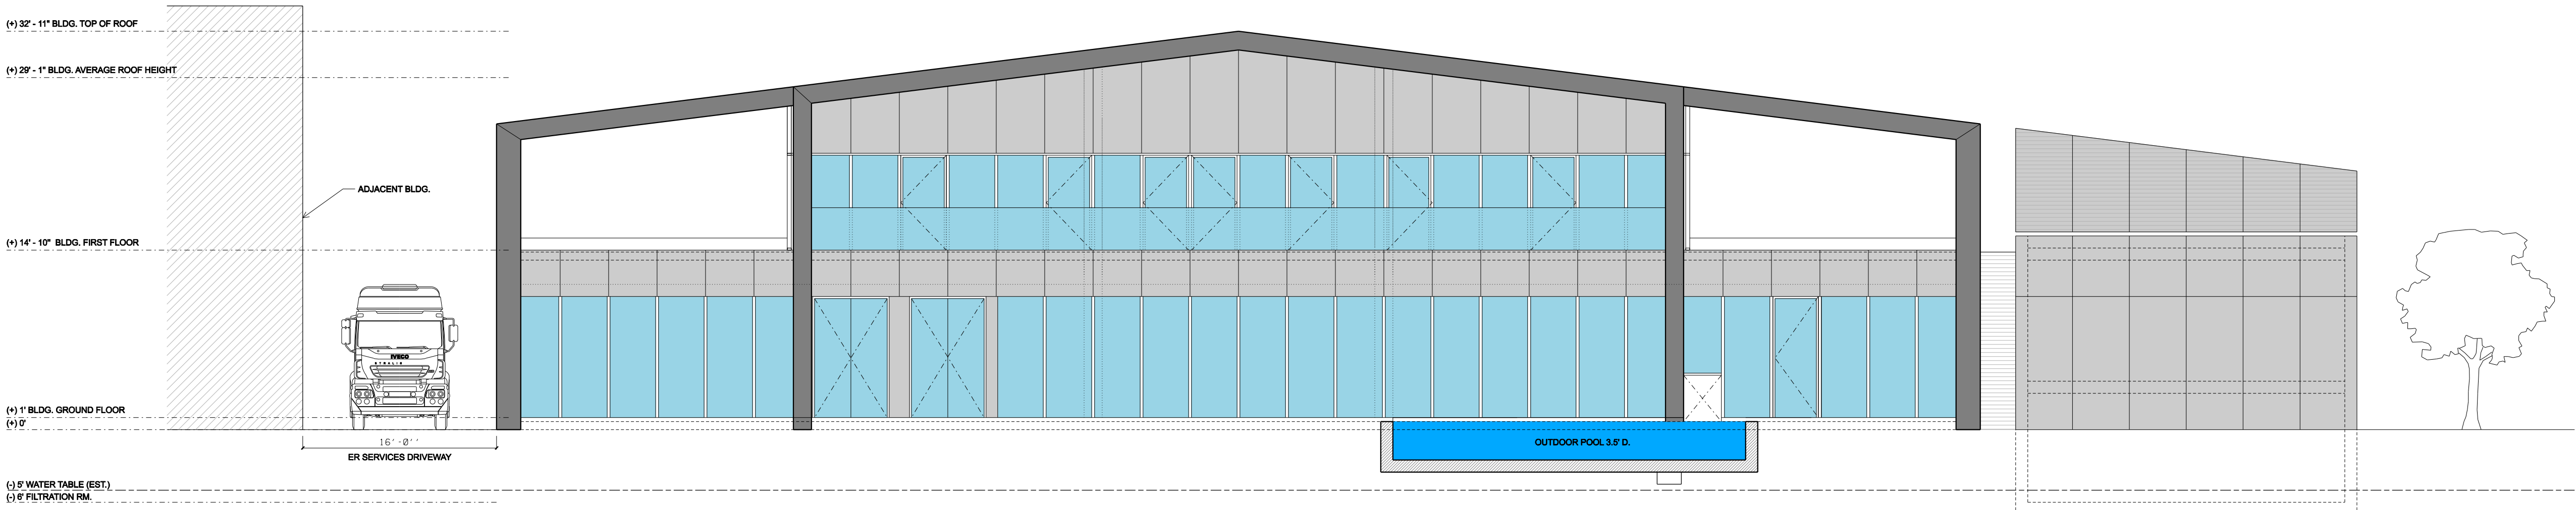 (+) 32' - 11" BLDG. TOP OF ROOF
(+) 29' - 1" BLDG. AVERAGE ROOF HEIGHT
ADJACENT BLDG.
(+) 14' - 10" BLDG. FIRST FLOOR
IVECO
STRALIS
(+) 1' BLDG. GROUND FLOOR
(+) 0'
16'-0''
ER SERVICES DRIVEWAY
OUTDOOR POOL 3.5' D.
(-) 5' WATER TABLE (EST.)
(-) 6' FILTRATION RM.